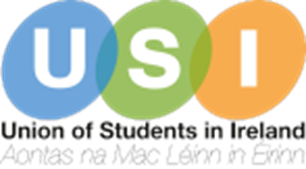 USI
Union of Students in Ireland
Aontas na Mac Léinn in Éirinn